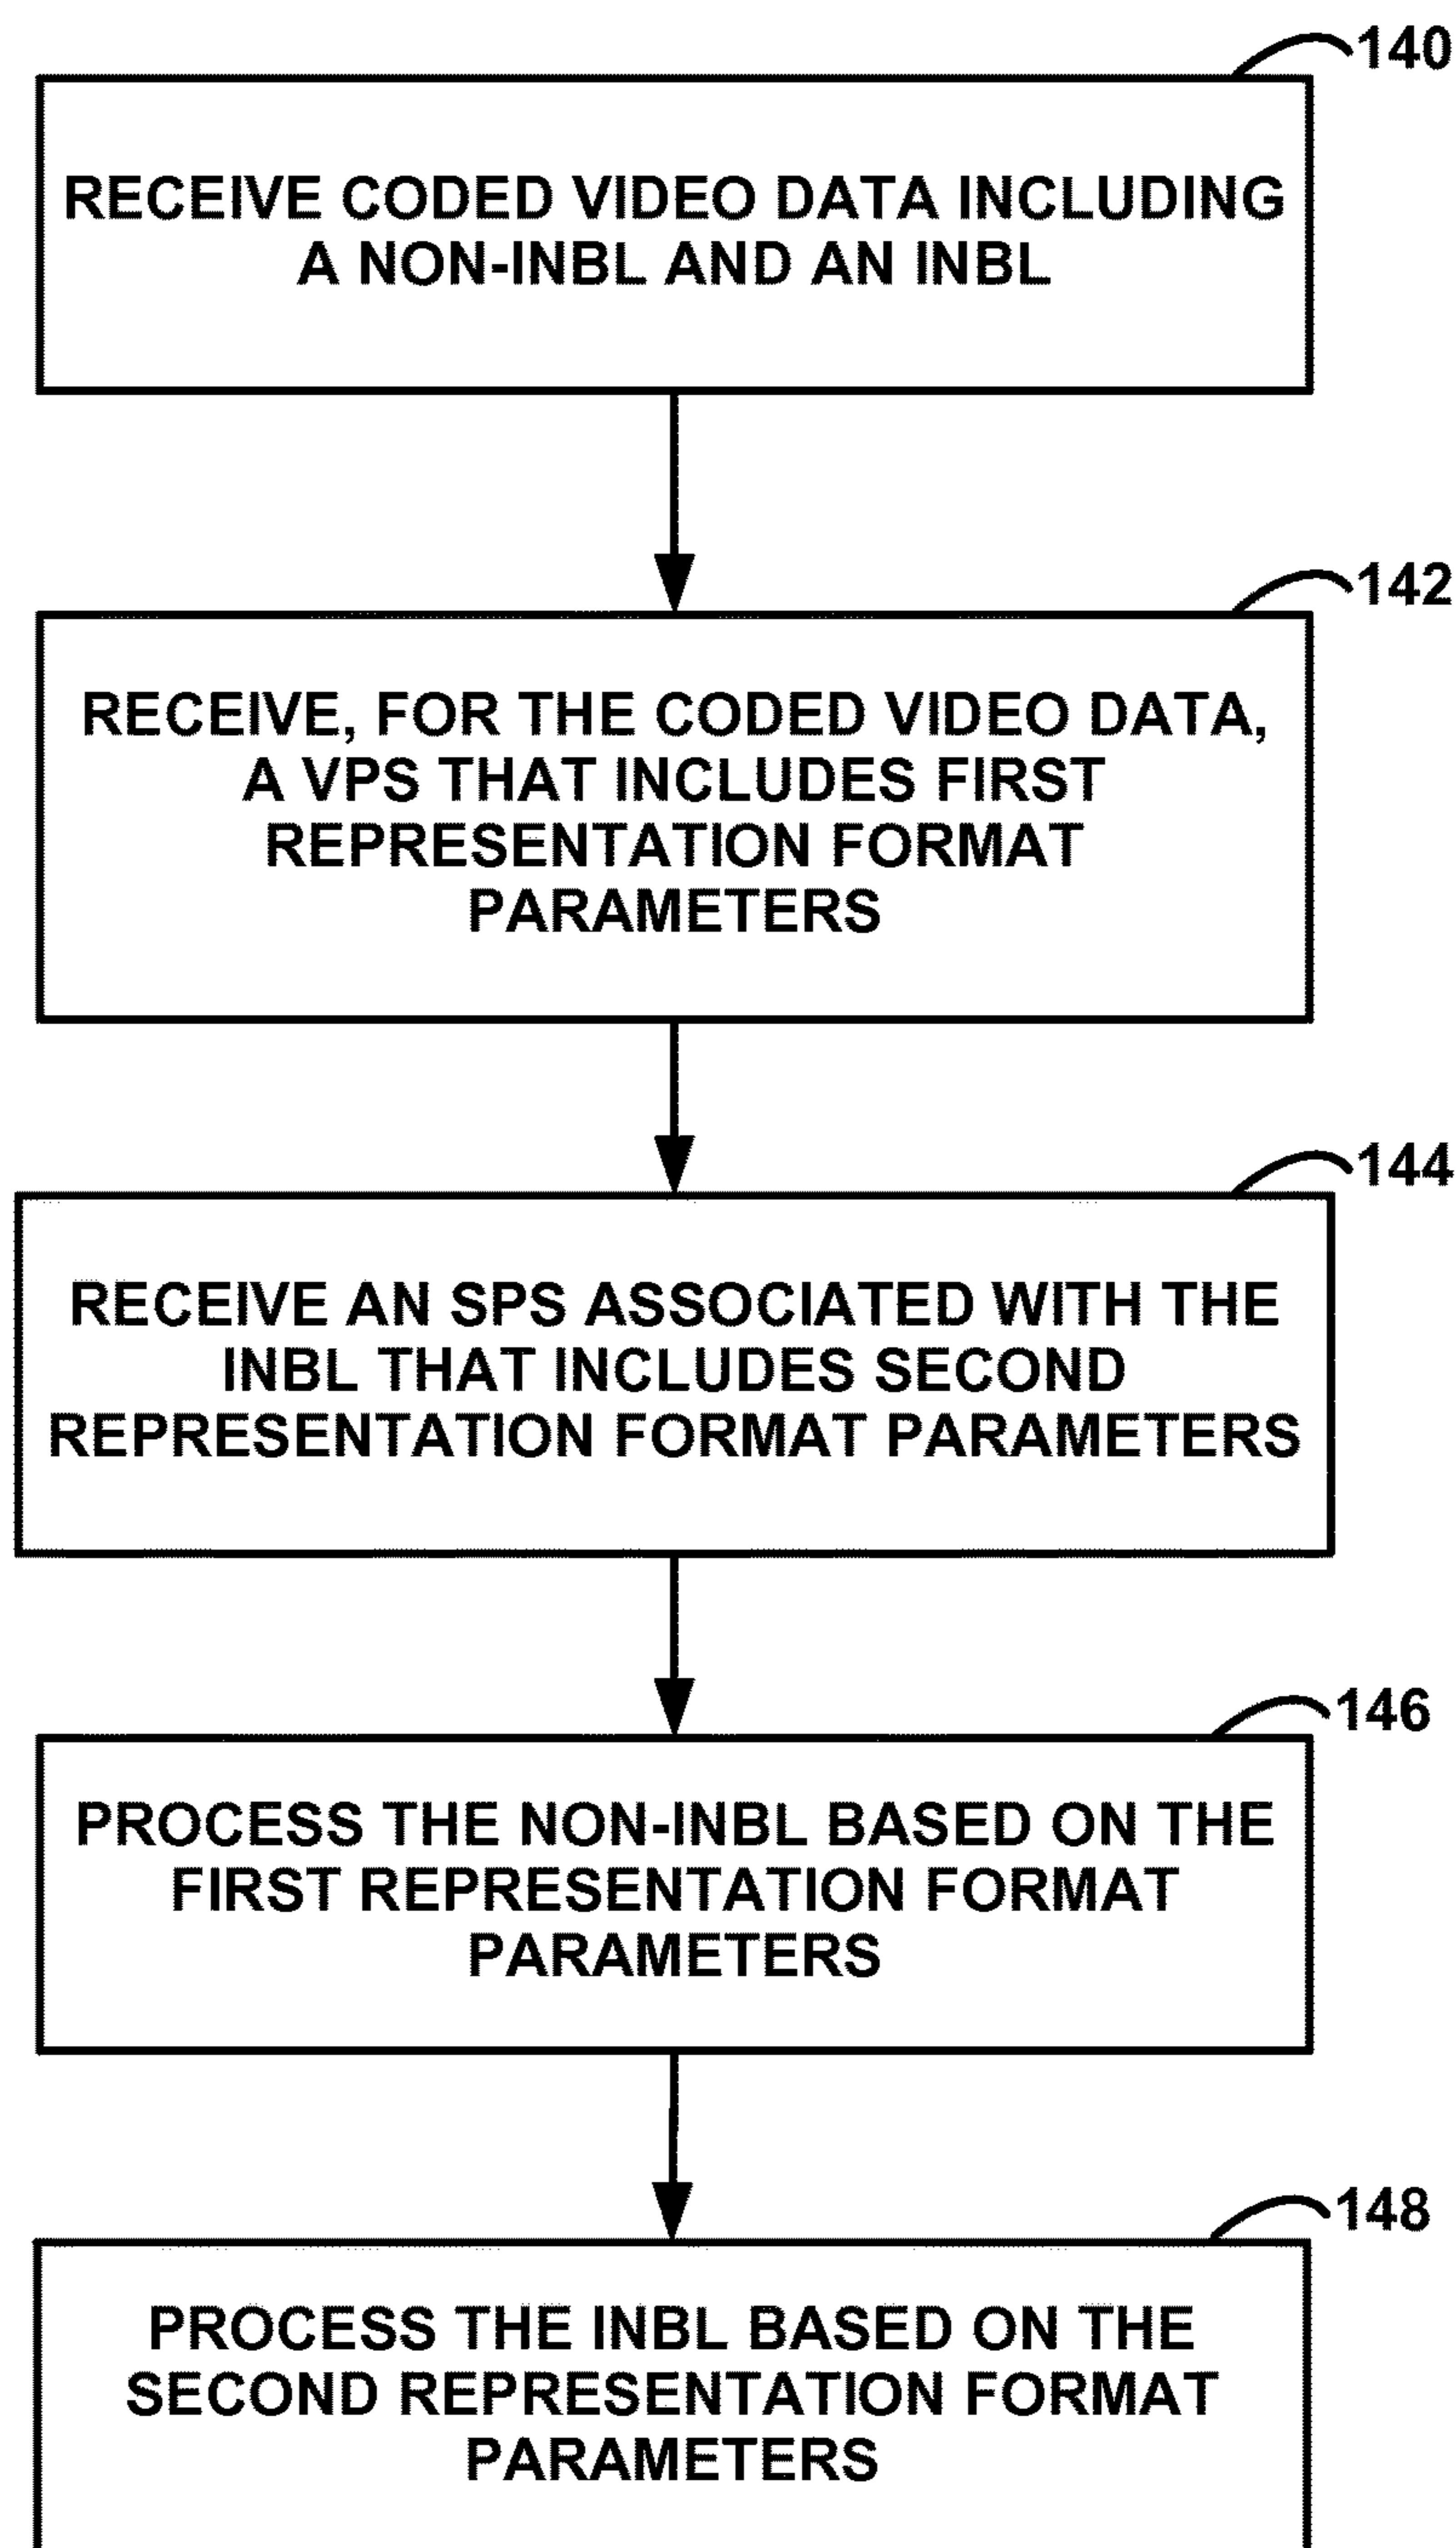 140
RECEIVE CODED VIDEO DATA INCLUDING
A NON-INBL AND AN INBL
142
RECEIVE, FOR THE CODED VIDEO DATA,
A VPS THAT INCLUDES FIRST
REPRESENTATION FORMAT
PARAMETERS
144
RECEIVE AN SPS ASSOCIATED WITH THE
INBL THAT INCLUDES SECOND
REPRESENTATION FORMAT PARAMETERS
146
PROCESS THE NON-INBL BASED ON THE
FIRST REPRESENTATION FORMAT
PARAMETERS
148
PROCESS THE INBL BASED ON THE
SECOND REPRESENTATION FORMAT
PARAMETERS